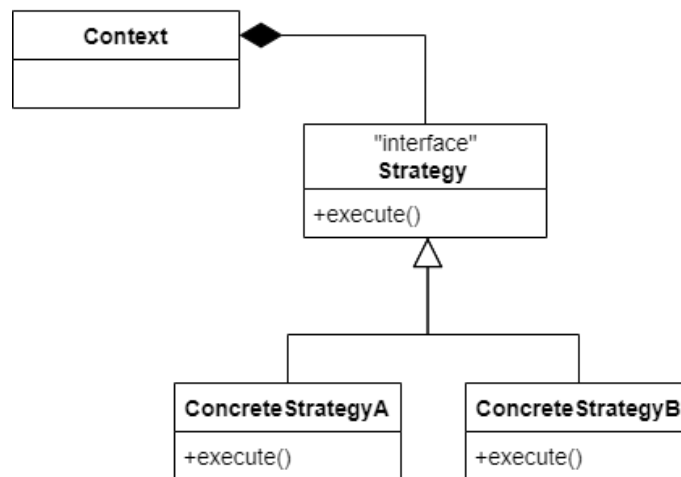 Context
"interface"
Strategy
+execute()
ConcreteStrategyA
ConcreteStrategyB
+execute()
+execute()